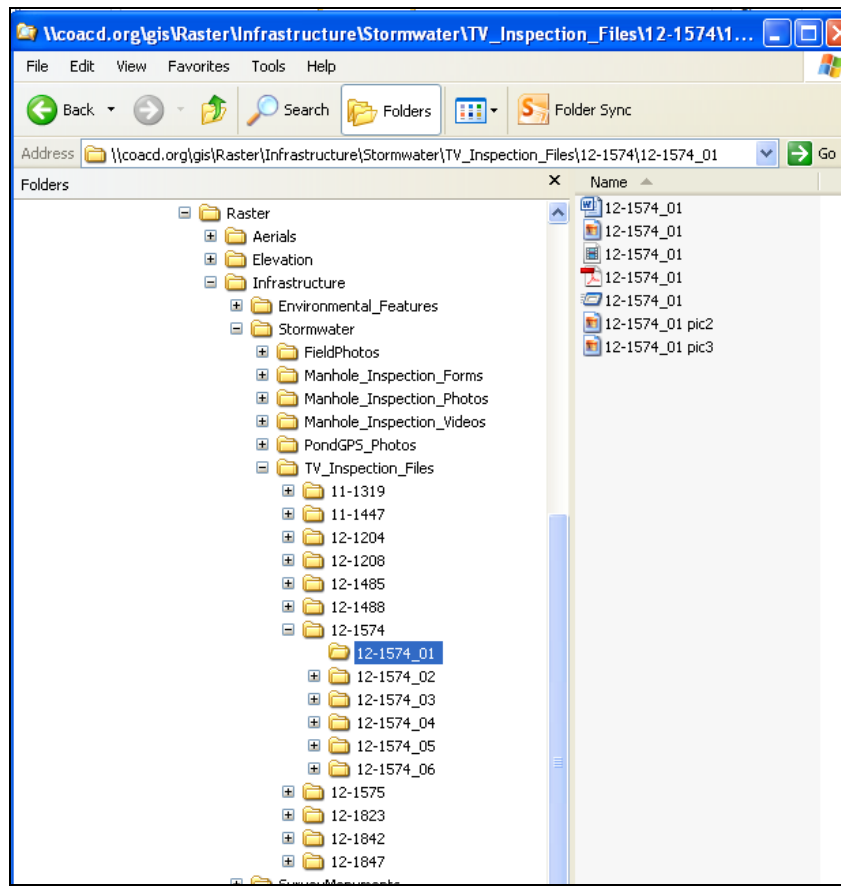 \\coacd.org\gis\Raster\Infrastructure\Stormwater\TV_Inspection_Files\12-1574\1...
File Edit View Favorites Tools Help
Back Search Folders Folder Sync
Address \\coacd.org\gis\Raster\Infrastructure\Stormwater\TV_Inspection_Files\12-1574\12-1574_01 Go
Folders
Raster
Aerials
Elevation
Infrastructure
Environmental_Features
Stormwater
FieldPhotos
Manhole_Inspection_Forms
Manhole_Inspection_Photos
Manhole_Inspection_Videos
PondGPS_Photos
TV_Inspection_Files
11-1319
11-1447
12-1204
12-1208
12-1485
12-1488
12-1574
12-1574_01
12-1574_02
12-1574_03
12-1574_04
12-1574_05
12-1574_06
12-1575
12-1823
12-1842
12-1847
Name
12-1574_01
12-1574_01
12-1574_01
12-1574_01
12-1574_01
12-1574_01 pic2
12-1574_01 pic3